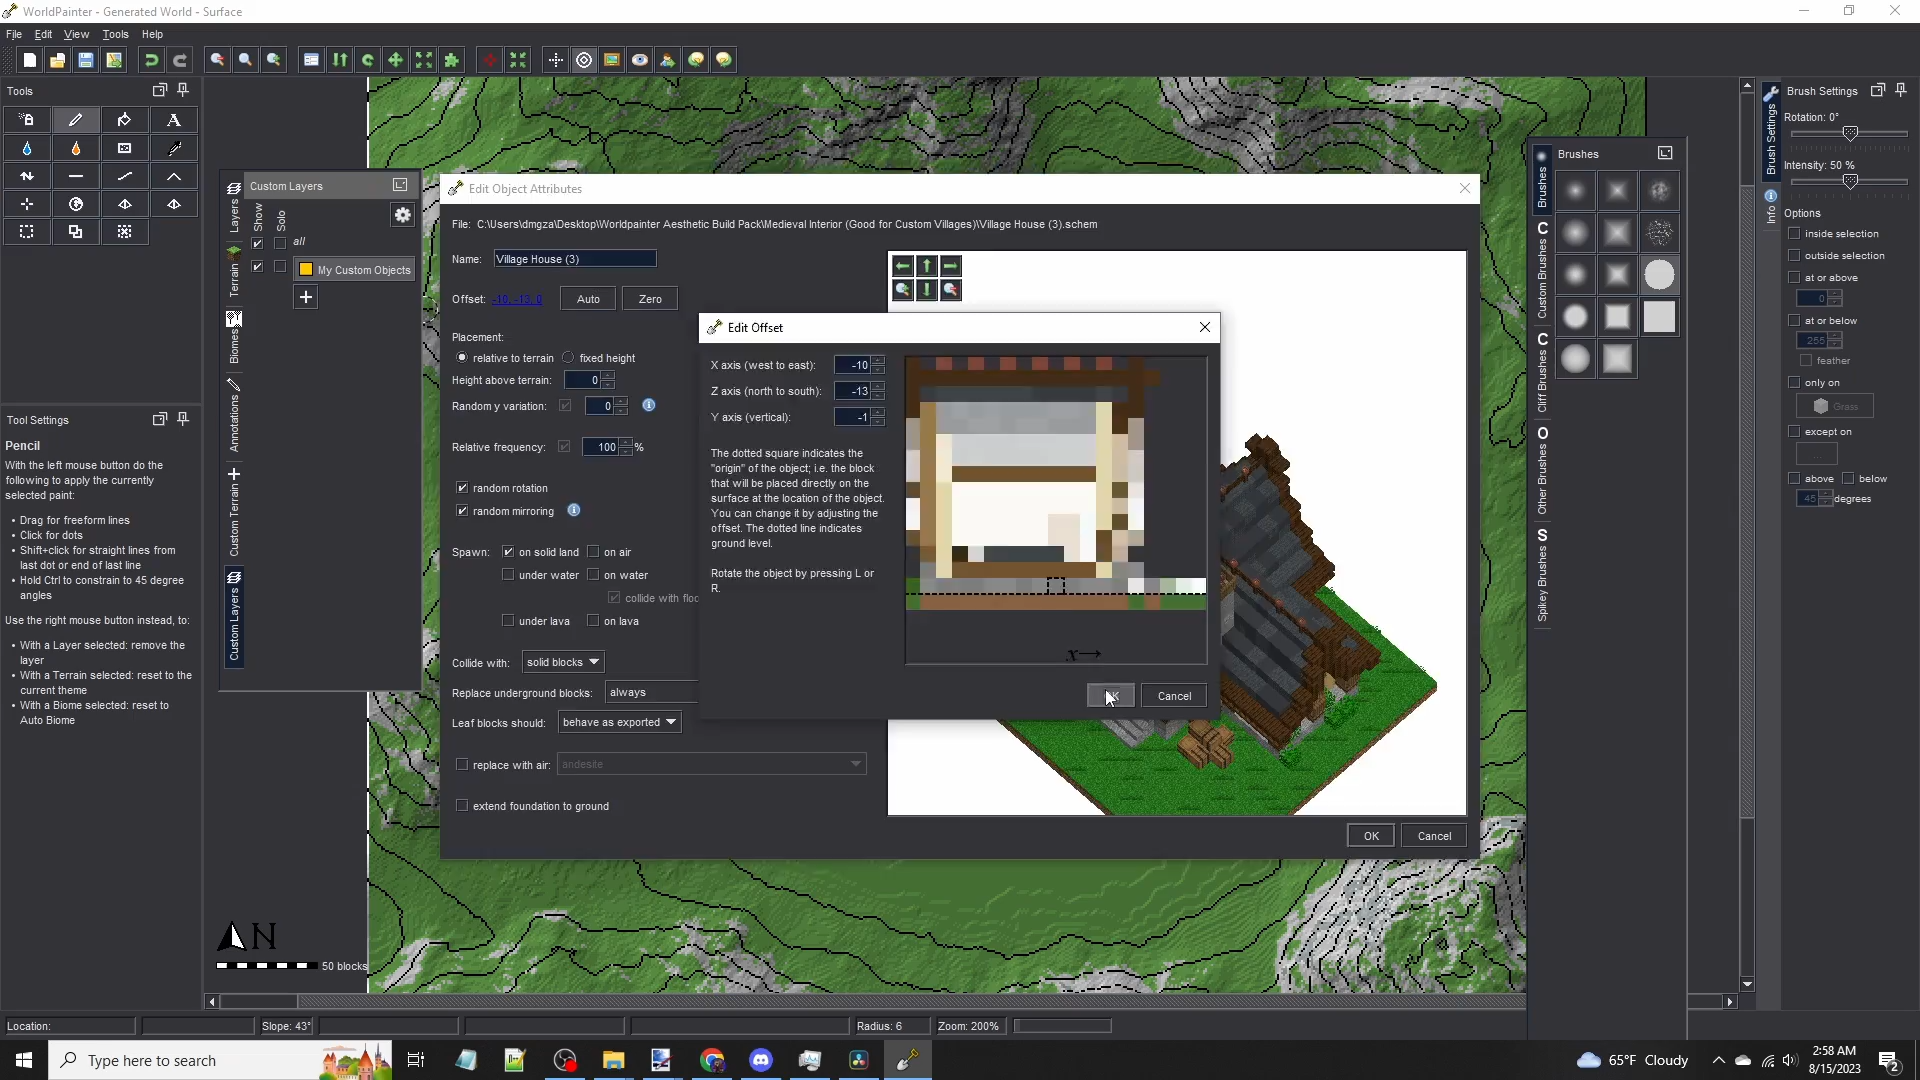 WorldPainter - Generated World - Surface
File Edit View Tools Help
Tools
Custom Layers
Show
Solo
all
My Custom Objects
Layers
Terrain
Biomes
Annotations
Custom Terrain
Custom Layers
Tool Settings
Pencil
With the left mouse button do the
following to apply the currently
selected paint:
• Drag for freeform lines
• Click for dots
• Shift+click for straight lines from
last dot or end of last line
• Hold Ctrl to constrain to 45 degree
angles
Use the right mouse button instead, to:
• With a Layer selected: remove the
layer
• With a Terrain selected: reset to the
current theme
• With a Biome selected: reset to
Auto Biome
N
50 blocks
Edit Object Attributes
File: C:\Users\dmgza\Desktop\Worldpainter Aesthetic Build Pack\Medieval Interior (Good for Custom Villages)\Village House (3).schem
Name: Village House (3)
Offset: -10, -13, 0 Auto Zero
Placement:
relative to terrain fixed height
Height above terrain: 0
Random y variation: 0
Relative frequency: 100 %
random rotation
random mirroring
Spawn: on solid land on air
under water on water
collide with floo
under lava on lava
Collide with: solid blocks
Replace underground blocks: always
Leaf blocks should: behave as exported
replace with air: andesite
extend foundation to ground
OK Cancel
Edit Offset
X axis (west to east): -10
Z axis (north to south): -13
Y axis (vertical): -1
The dotted square indicates the
"origin" of the object; i.e. the block
that will be placed directly on the
surface at the location of the object.
You can change it by adjusting the
offset. The dotted line indicates
ground level.
Rotate the object by pressing L or
R.
x→
Cancel
Brushes
Brushes
Custom Brushes
Cliff Brushes
Other Brushes
Spikey Brushes
Brush Settings
Info
Brush Settings
Rotation: 0°
Intensity: 50 %
Options
inside selection
outside selection
at or above
0
at or below
255
feather
only on
Grass
except on
...
above below
45 degrees
Location: Slope: 43° Radius: 6 Zoom: 200%
Type here to search
65°F Cloudy
2:58 AM
8/15/2023
2